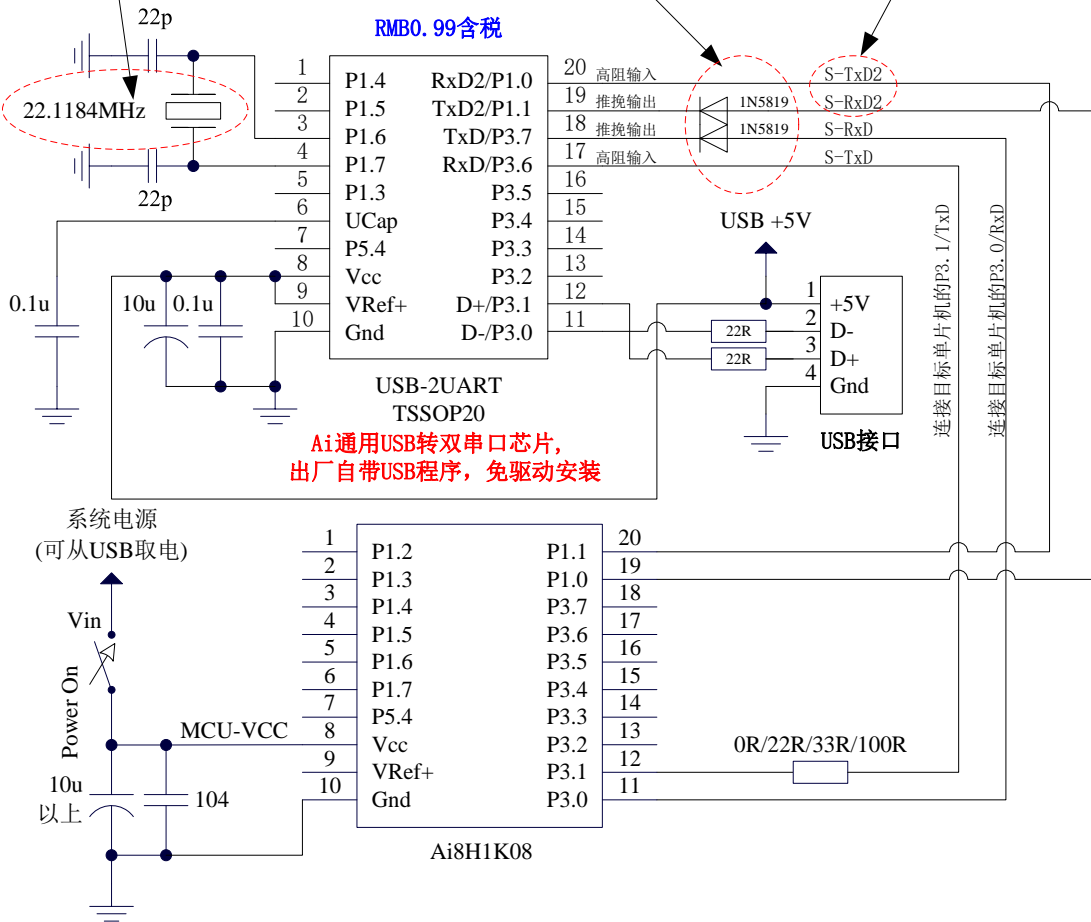 22p
RMB0.99含税
22.1184MHz
22p
1
2
3
4
5
6
7
8
9
10
P1.4
P1.5
P1.6
P1.7
P1.3
UCap
P5.4
Vcc
VRef+
Gnd
RxD2/P1.0
TxD2/P1.1
TxD/P3.7
RxD/P3.6
P3.5
P3.4
P3.3
P3.2
D+/P3.1
D-/P3.0
20
19
18
17
16
15
14
13
12
11
高阻输入
推挽输出
推挽输出
高阻输入
1N5819
1N5819
S-TxD2
S-RxD2
S-RxD
S-TxD
0.1u
10u
0.1u
USB +5V
22R
22R
1
2
3
4
+5V
D-
D+
Gnd
USB接口
连接目标单片机的P3.1/TxD
连接目标单片机的P3.0/RxD
USB-2UART
TSSOP20
Ai通用USB转双串口芯片,
出厂自带USB程序，免驱动安装
系统电源
(可从USB取电)
Vin
Power On
MCU-VCC
10u
以上
104
1
2
3
4
5
6
7
8
9
10
P1.2
P1.3
P1.4
P1.5
P1.6
P1.7
P5.4
Vcc
VRef+
Gnd
P1.1
P1.0
P3.7
P3.6
P3.5
P3.4
P3.3
P3.2
P3.1
P3.0
20
19
18
17
16
15
14
13
12
11
0R/22R/33R/100R
Ai8H1K08